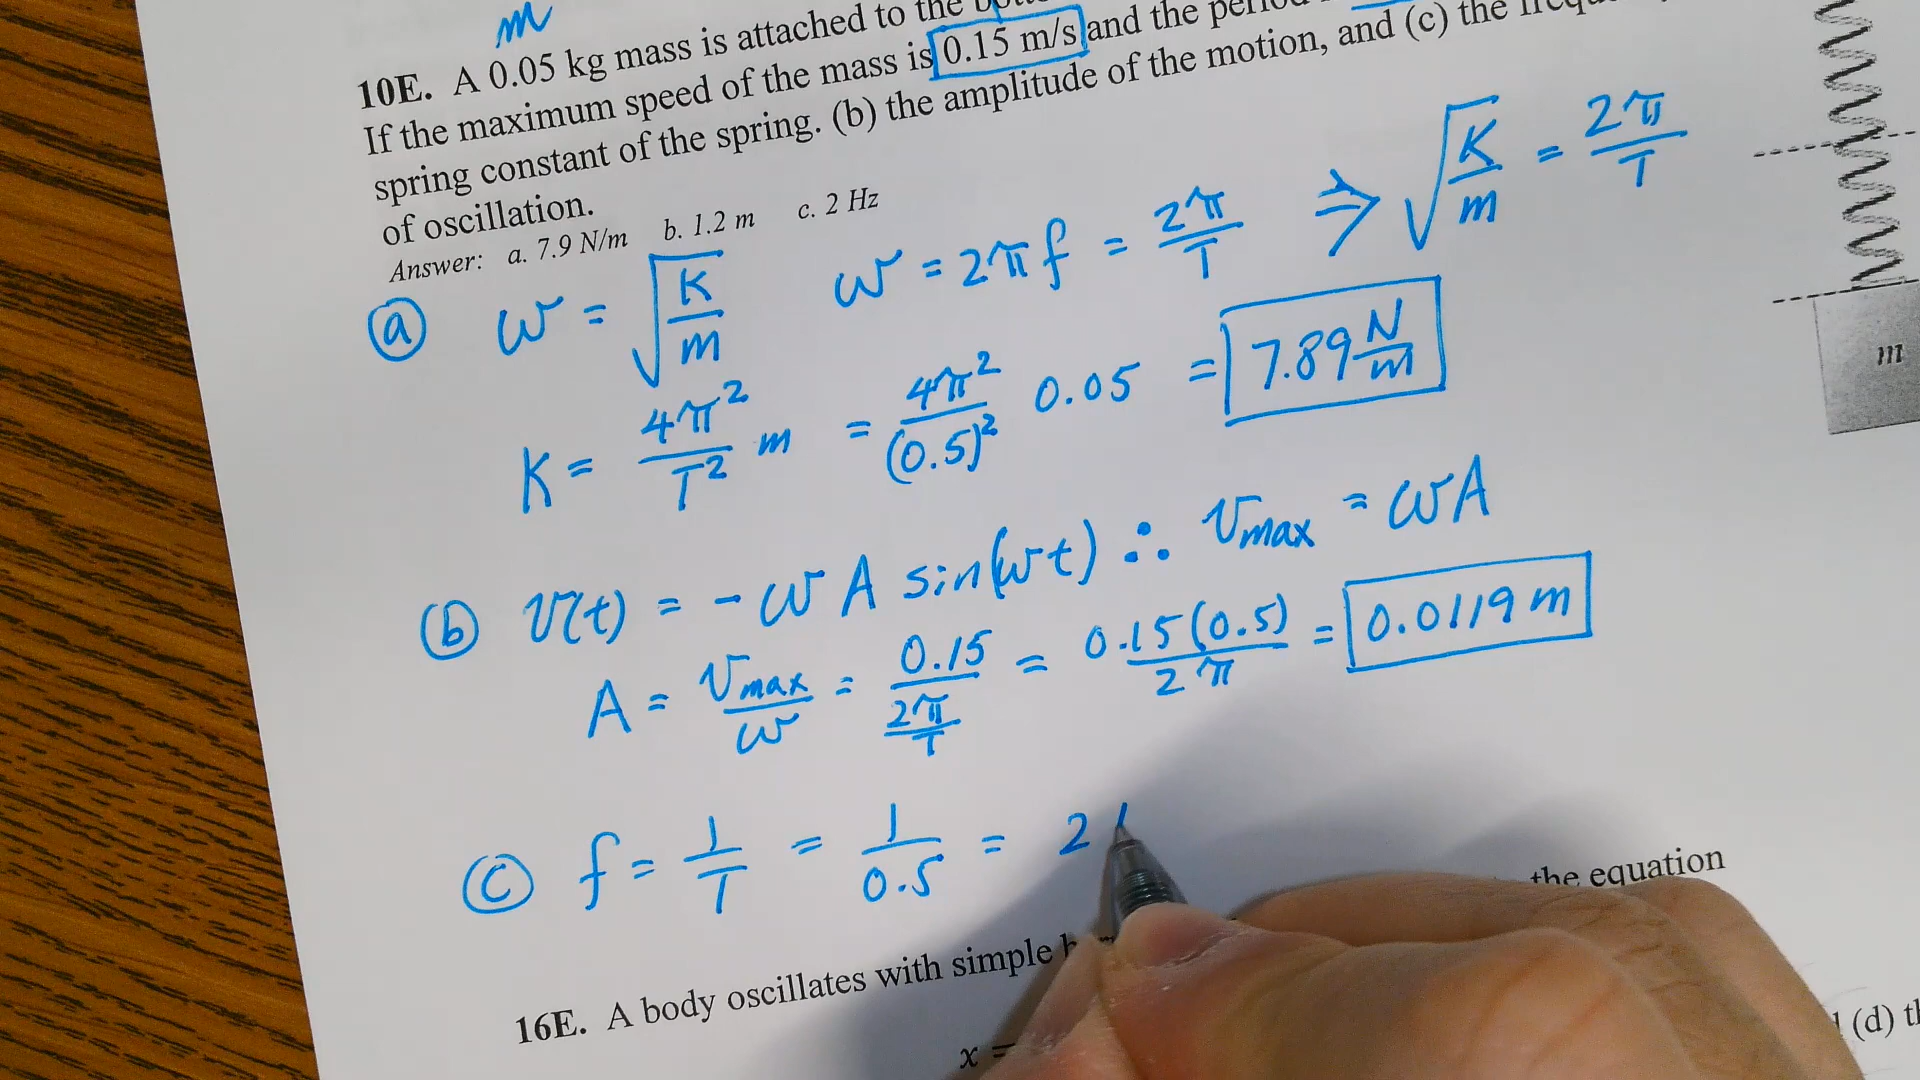 m
10E. A 0.05 kg mass is attached to the
If the maximum speed of the mass is 0.15 m/s and the period
spring constant of the spring. (b) the amplitude of the motion, and (c) the
of oscillation.
Answer: a. 7.9 N/m b. 1.2 m c. 2 Hz
(a) ω = √(K/m) ω = 2πf = 2π/T ⇒ √(K/m) = 2π/T
K = 4π²/T² m = 4π²/(0.5)² 0.05 = 7.89 N/m
m
(b) v(t) = -ωA sin(ωt) ∴ Vmax = ωA
A = Vmax/ω = 0.15/(2π/T) = 0.15(0.5)/2π = 0.0119 m
(c) f = 1/T = 1/0.5 = 2
the equation
16E. A body oscillates with simple
x =
(d)